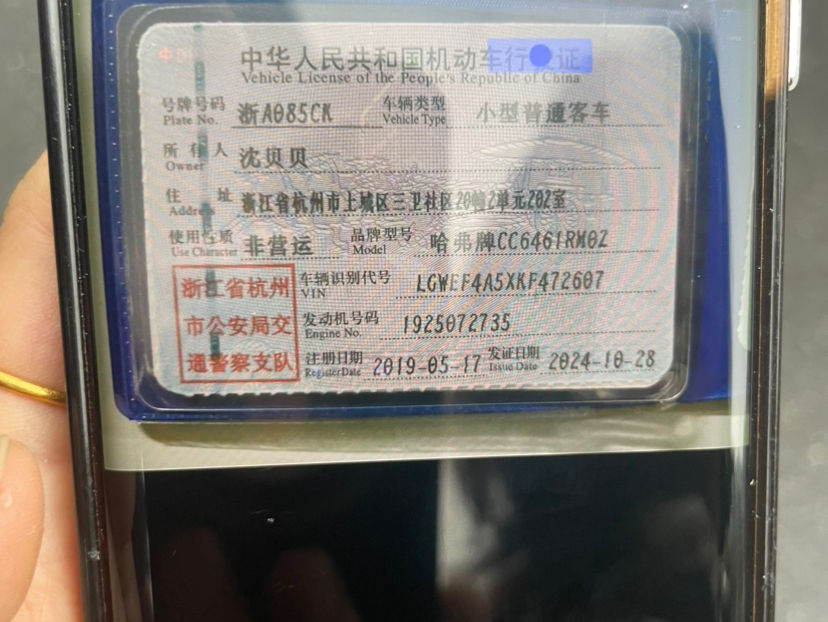 中华人民共和国机动车行驶证
Vehicle License of the People's Republic of China
号牌号码 浙A085CK 车辆类型 小型普通客车
Plate No. Vehicle Type
所有人 沈贝贝
Owner
住址 浙江省杭州市上城区三卫社区20幢2单元202室
Address
使用性质 非营运 品牌型号 哈弗牌CC6461RM0Z
Use Character Model
浙江省杭州 车辆识别代号 LGWEF4A5XKF472607
VIN
市公安局交 发动机号码 1925072735
Engine No.
通警察支队 注册日期 2019-05-17 发证日期 2024-10-28
Register Date Issue Date